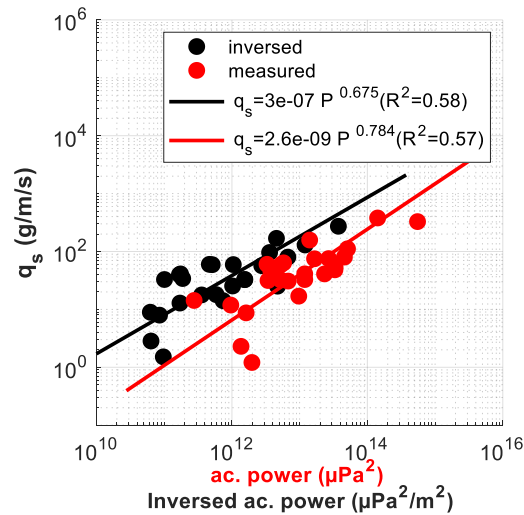 10^6
inversed
measured
q_s=3e-07 P ^0.675(R^2=0.58)
q_s=2.6e-09 P ^0.784(R^2=0.57)
10^4
10^2
10^0
q_s (g/m/s)
10^10 10^12 10^14 10^16
ac. power (µPa^2)
Inversed ac. power (µPa^2/m^2)